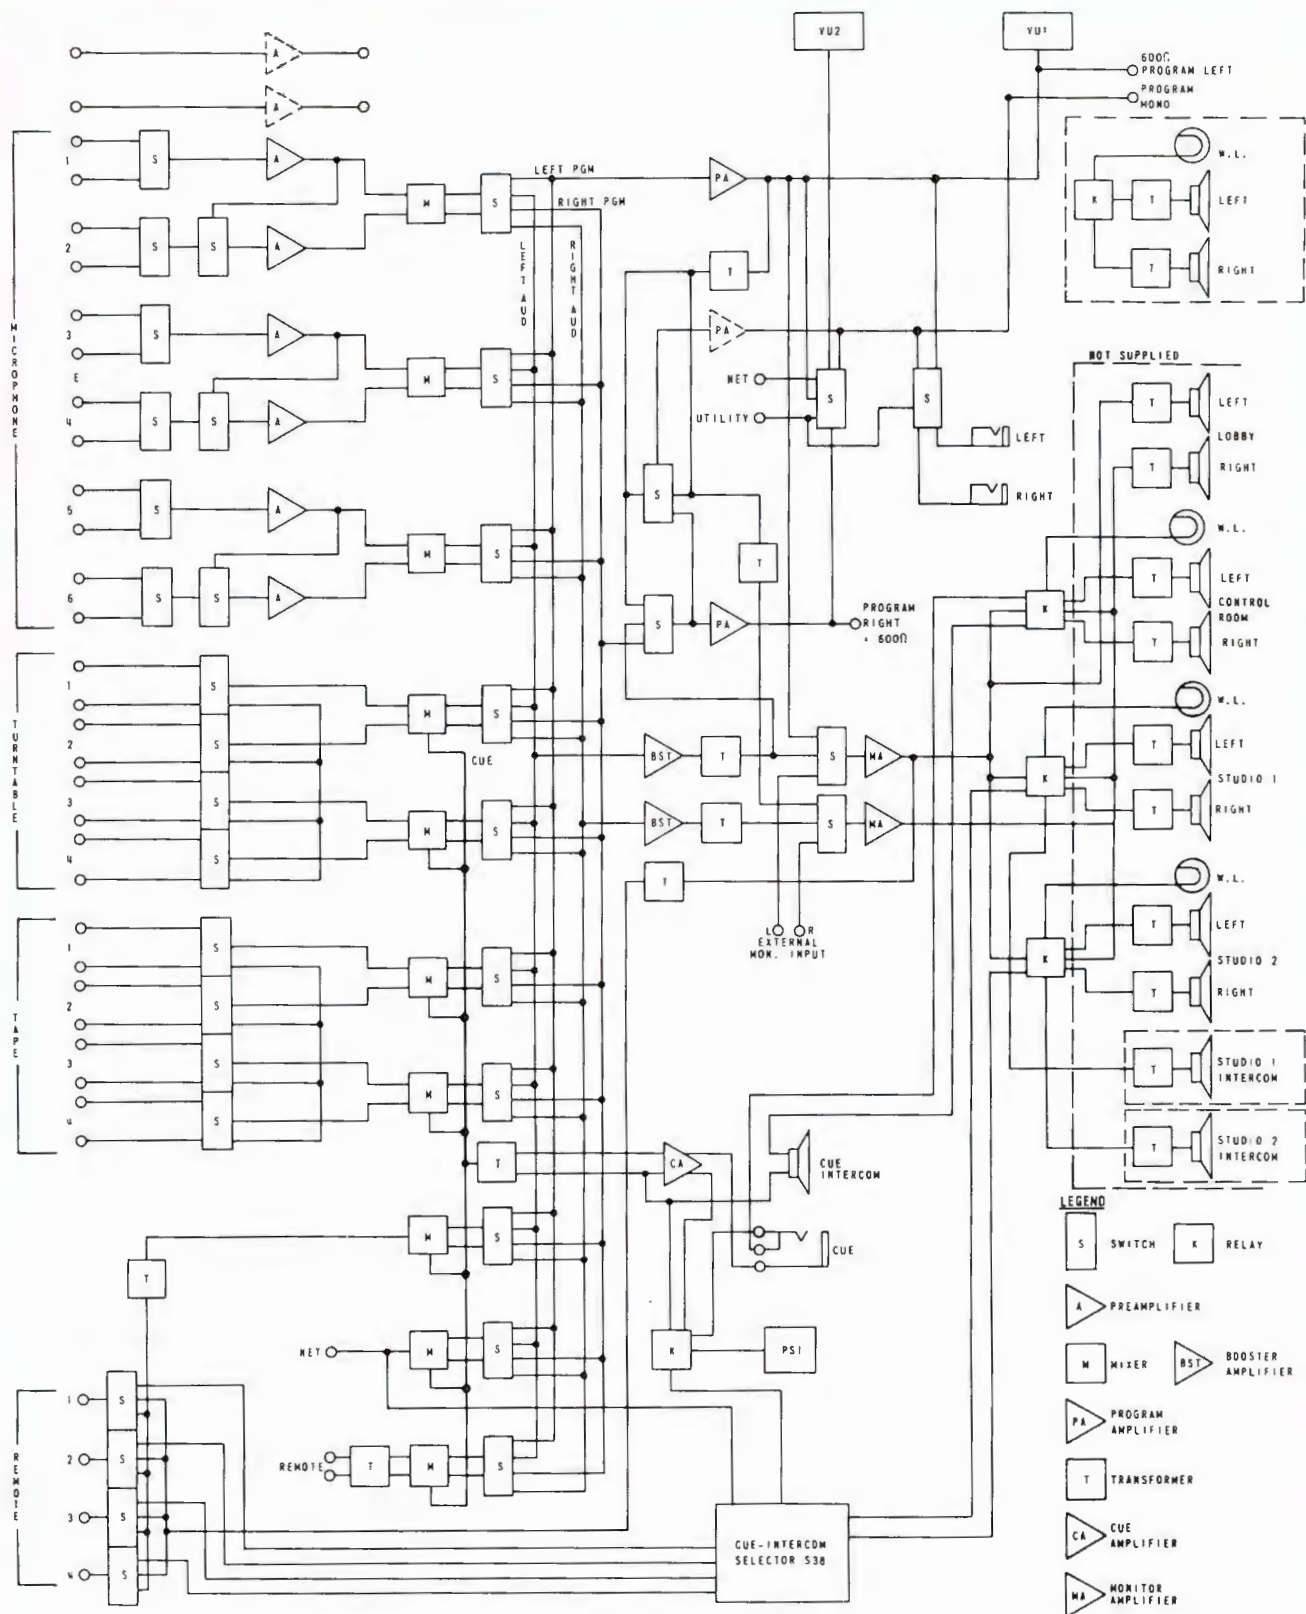 VU2
VU1
600Ω
PROGRAM LEFT
PROGRAM
MONO
A
A
MICROPHONE
1
S
A
2
S
S
A
M
S
LEFT PGM
RIGHT PGM
LEFT AUD
RIGHT AUD
PA
T
PA
W.L.
K
T
LEFT
T
RIGHT
3
S
A
E
4
S
S
A
M
S
NET
UTILITY
S
S
LEFT
RIGHT
NOT SUPPLIED
T
LEFT
LOBBY
T
RIGHT
5
S
A
6
S
S
A
M
S
S
T
S
PA
PROGRAM
RIGHT
600Ω
W.L.
K
T
LEFT
CONTROL
ROOM
T
RIGHT
TURNTABLE
1
S
2
S
3
S
4
S
M
S
CUE
M
S
BST
T
S
MA
BST
T
S
MA
T
L
R
EXTERNAL
MON. INPUT
W.L.
K
T
LEFT
STUDIO 1
T
RIGHT
TAPE
1
S
2
S
3
S
4
S
M
S
M
S
W.L.
K
T
LEFT
STUDIO 2
T
RIGHT
T
STUDIO 1
INTERCOM
T
STUDIO 2
INTERCOM
T
CA
CUE
INTERCOM
CUE
T
M
S
NET
M
S
K
PS1
REMOTE
T
M
S
REMOTE
1
S
2
S
3
S
4
S
CUE-INTERCOM
SELECTOR S38
LEGEND
S
SWITCH
K
RELAY
A
PREAMPLIFIER
M
MIXER
BST
BOOSTER
AMPLIFIER
PA
PROGRAM
AMPLIFIER
T
TRANSFORMER
CA
CUE
AMPLIFIER
MA
MONITOR
AMPLIFIER